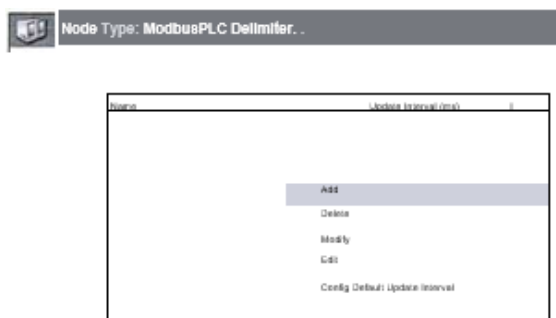 Node Type: ModbusPLC Delimiter. .
Name Update Interval (ms)
Add
Delete
Modify
Edit
Config Default Update Interval